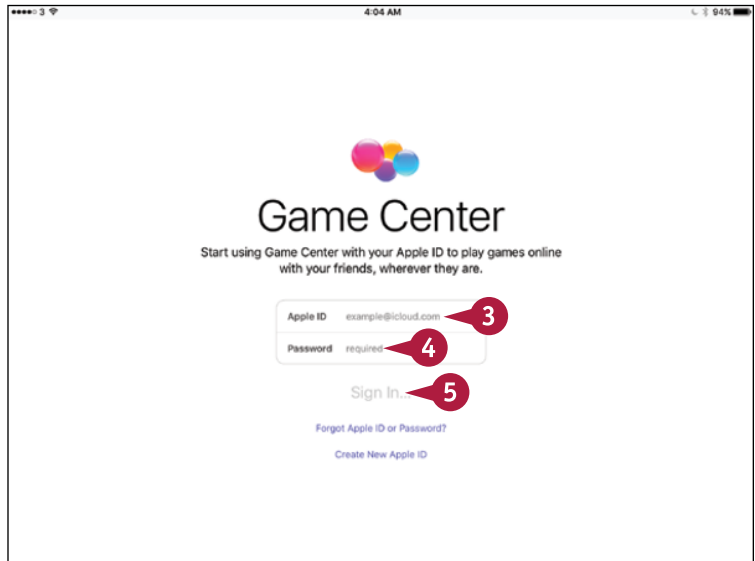 3 4:04 AM 94%
Game Center
Start using Game Center with your Apple ID to play games online
with your friends, wherever they are.
Apple ID example@icloud.com 3
Password required 4
Sign In... 5
Forgot Apple ID or Password?
Create New Apple ID